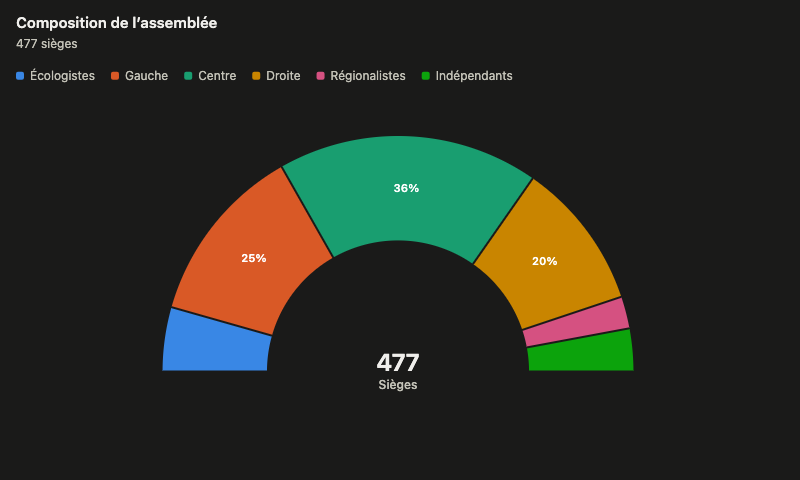 Composition de l’assemblée
477 sièges
Écologistes Gauche Centre Droite Régionalistes Indépendants
36%
25%
20%
477
Sièges